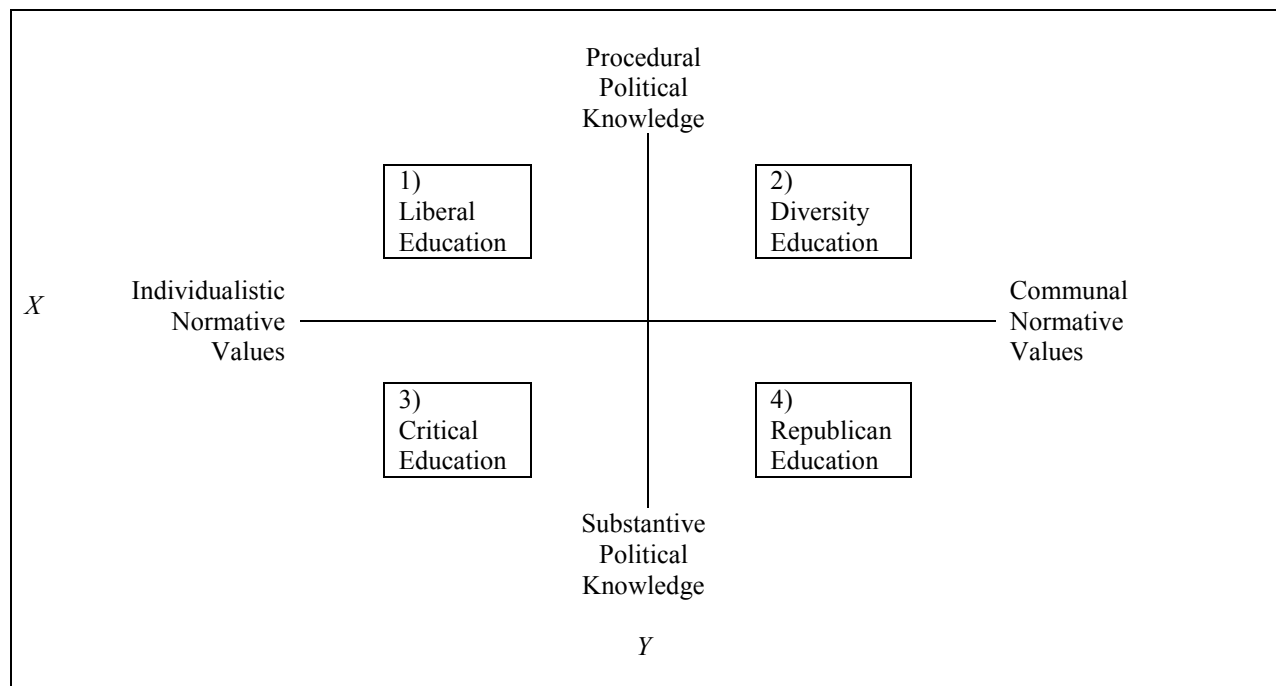 Procedural
Political
Knowledge
1)
Liberal
Education
2)
Diversity
Education
X
Individualistic
Normative
Values
Communal
Normative
Values
3)
Critical
Education
4)
Republican
Education
Substantive
Political
Knowledge
Y